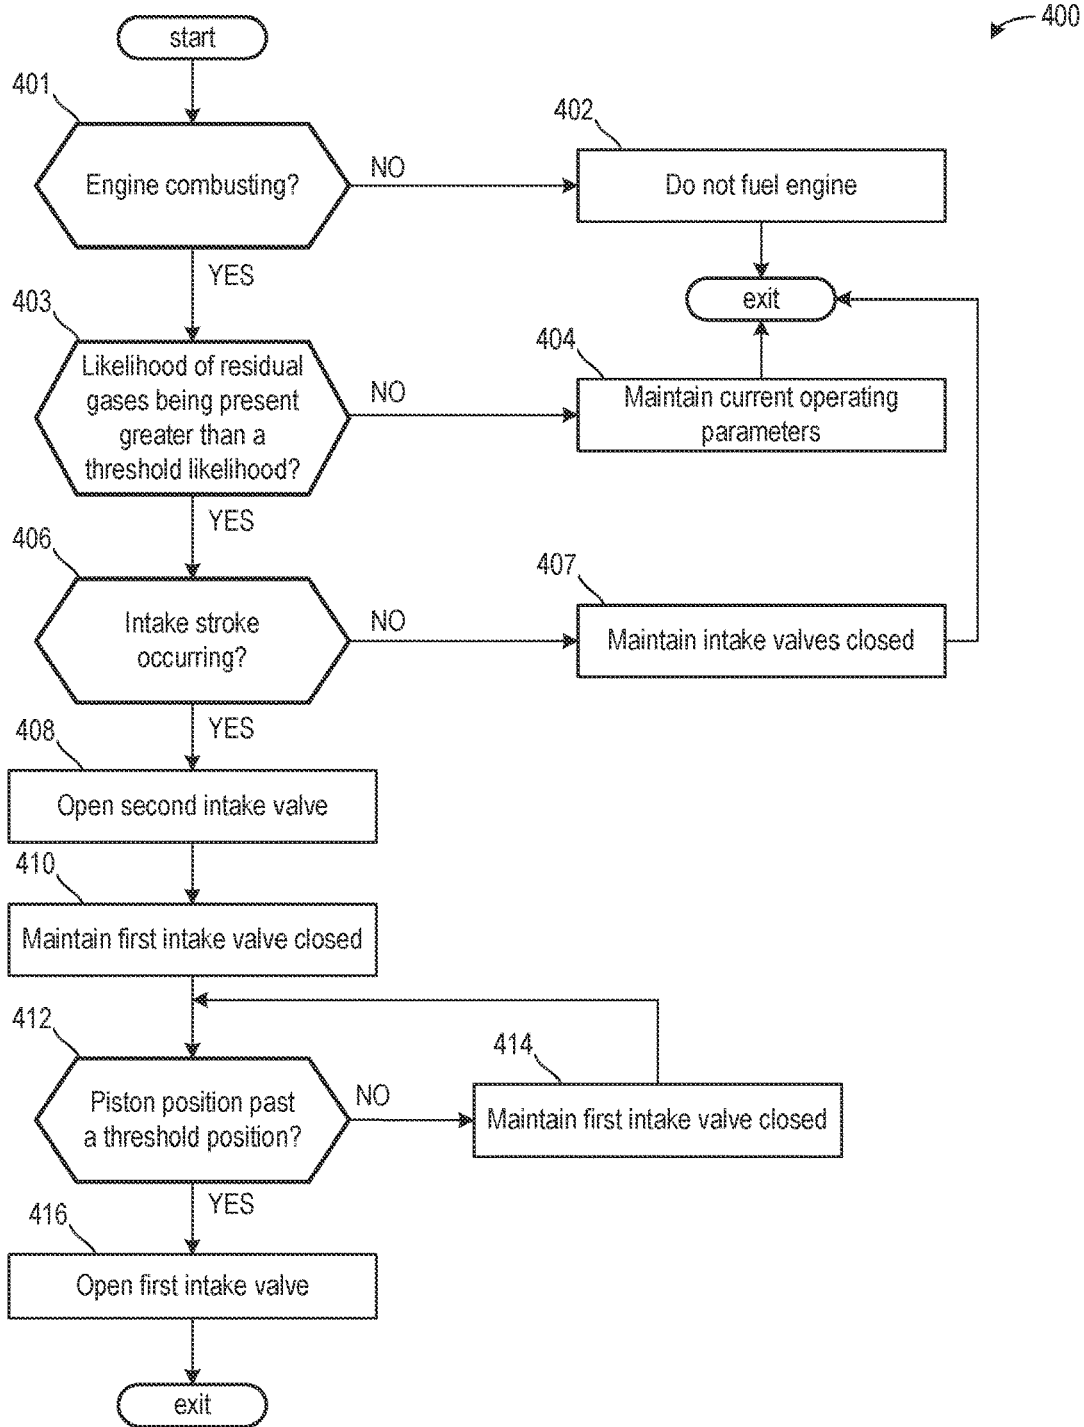 400
start
401
Engine combusting?
NO
402
Do not fuel engine
YES
exit
403
Likelihood of residual
gases being present
greater than a
threshold likelihood?
NO
404
Maintain current operating
parameters
YES
406
Intake stroke
occurring?
NO
407
Maintain intake valves closed
YES
408
Open second intake valve
410
Maintain first intake valve closed
412
Piston position past
a threshold position?
NO
414
Maintain first intake valve closed
YES
416
Open first intake valve
exit